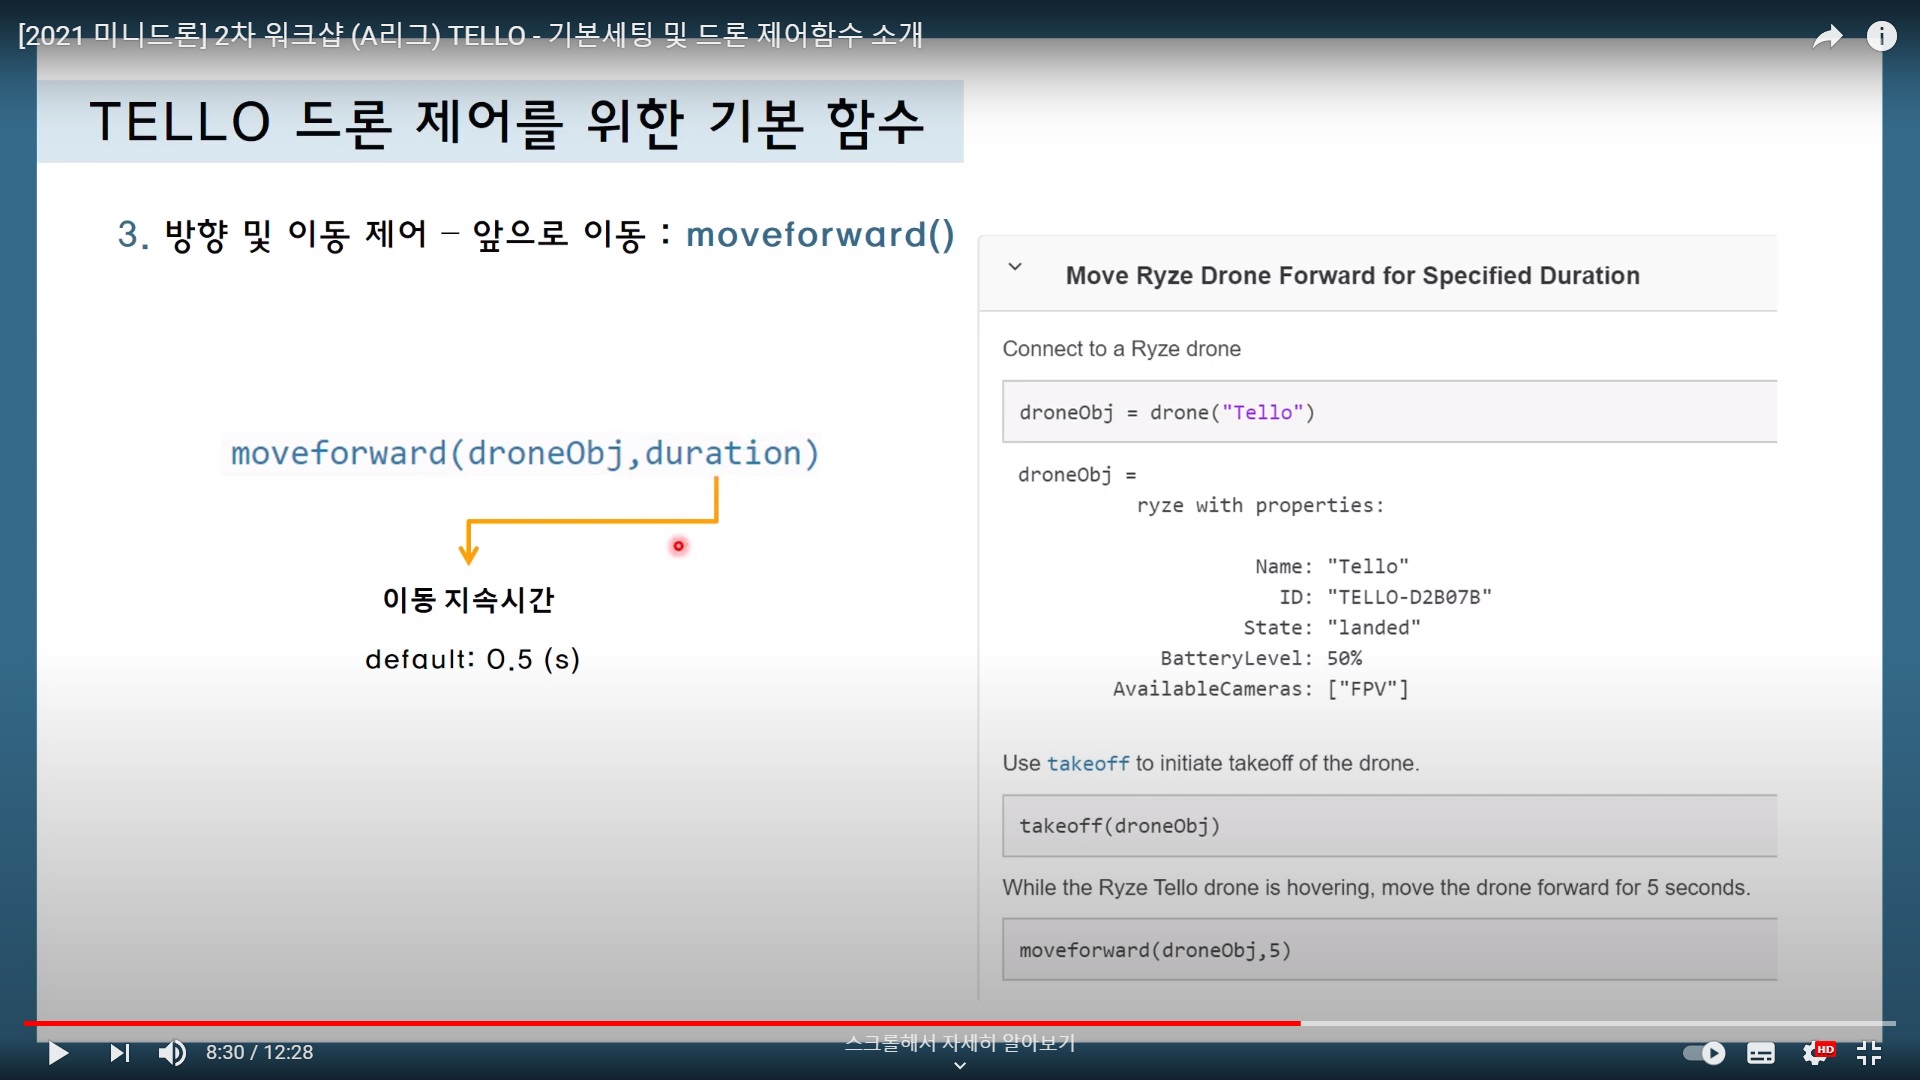 [2021 미니드론] 2차 워크샵 (A리그) TELLO - 기본세팅 및 드론 제어함수 소개
TELLO 드론 제어를 위한 기본 함수
3. 방향 및 이동 제어 – 앞으로 이동 : moveforward()
moveforward(droneObj,duration)
이동 지속시간
default: 0.5 (s)
Move Ryze Drone Forward for Specified Duration
Connect to a Ryze drone
droneObj = drone("Tello")
droneObj =
ryze with properties:
Name: "Tello"
ID: "TELLO-D2B07B"
State: "landed"
BatteryLevel: 50%
AvailableCameras: ["FPV"]
Use takeoff to initiate takeoff of the drone.
takeoff(droneObj)
While the Ryze Tello drone is hovering, move the drone forward for 5 seconds.
moveforward(droneObj,5)
스크롤해서 자세히 알아보기
8:30 / 12:28
HD